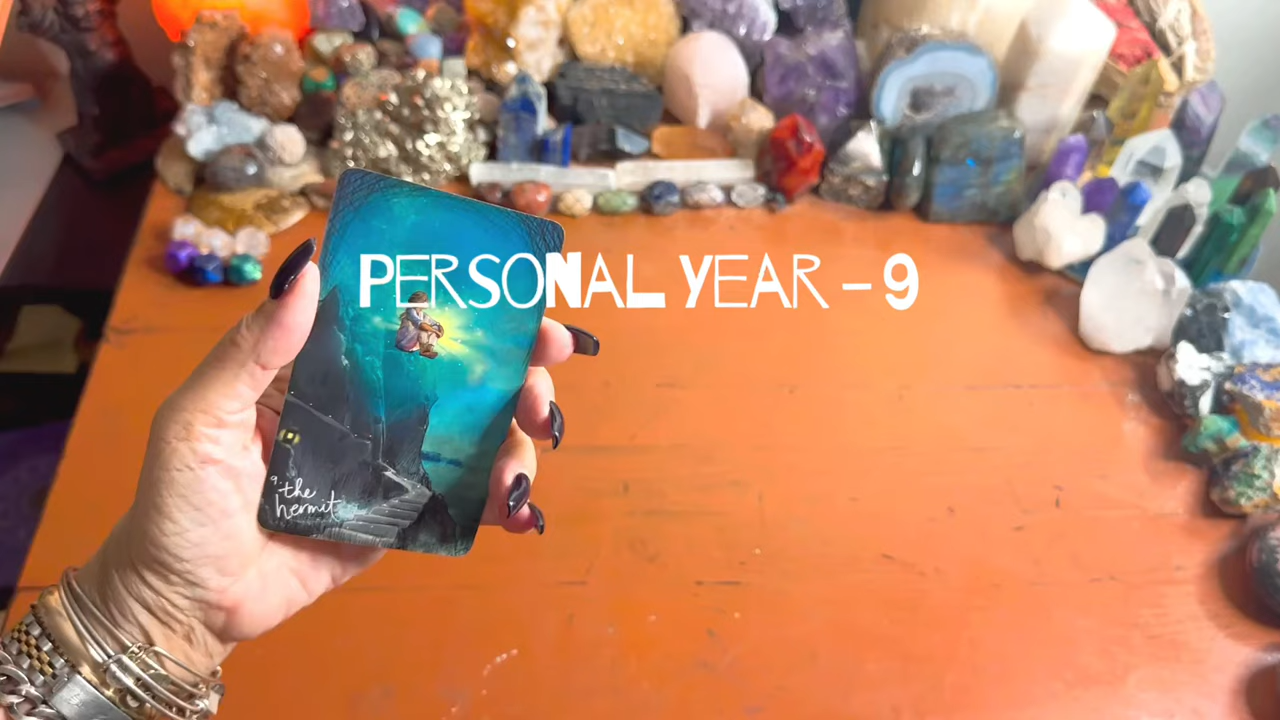 PERSONAL YEAR – 9
9. the
hermit